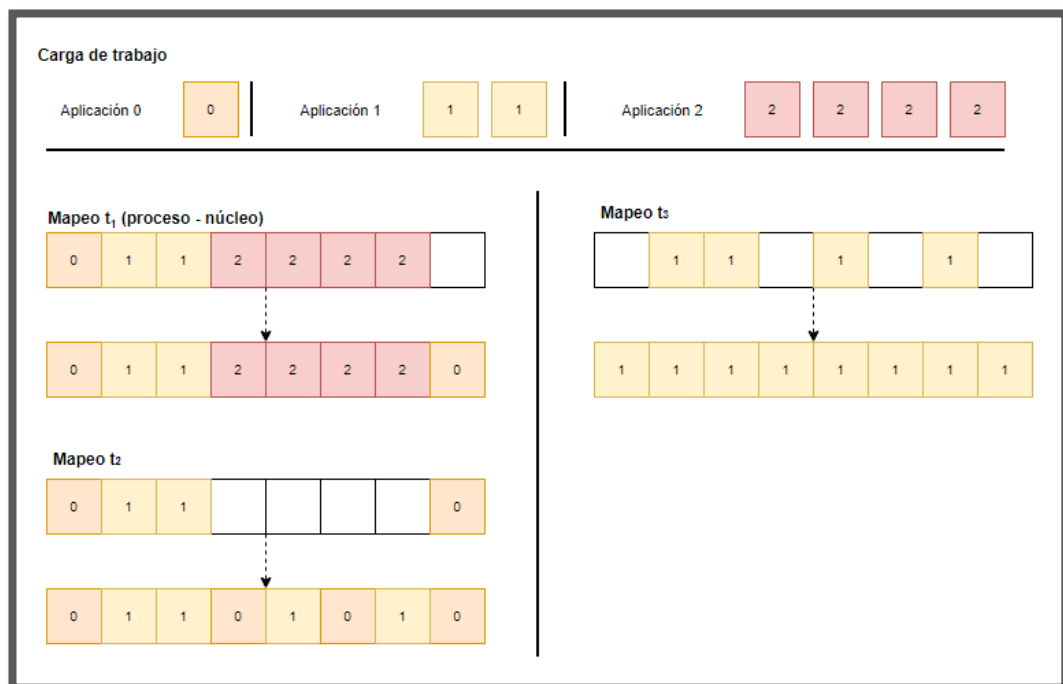 Carga de trabajo
Aplicación 0 0 Aplicación 1 1 1 Aplicación 2 2 2 2 2
Mapeo t1 (proceso - núcleo)
0 1 1 2 2 2 2
0 1 1 2 2 2 2 0
Mapeo t2
0 1 1 0
0 1 1 0 1 0 1 0
Mapeo t3
1 1 1 1
1 1 1 1 1 1 1 1